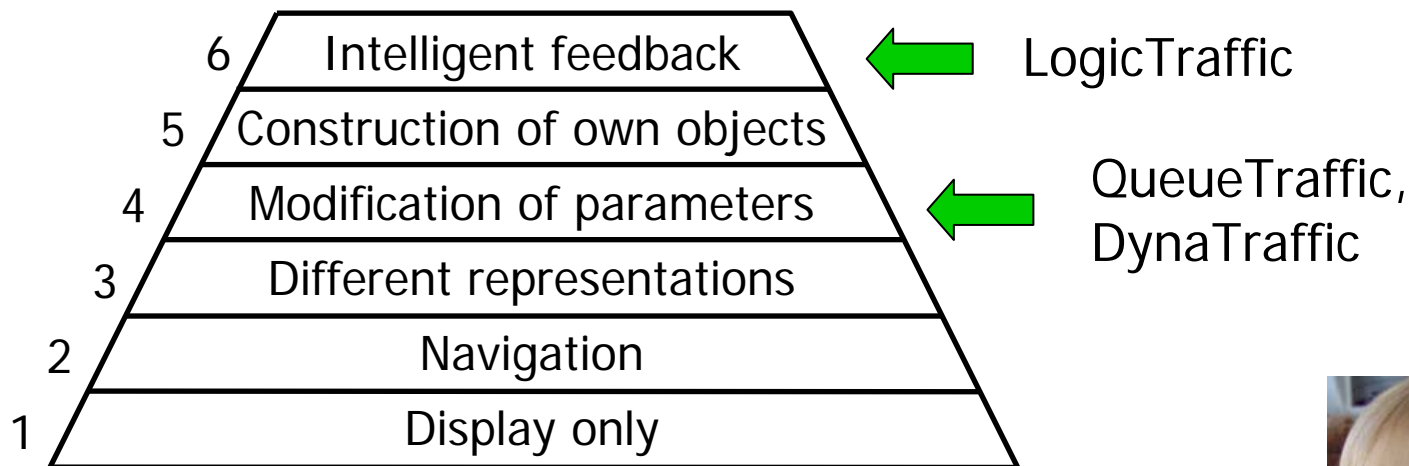 6 Intelligent feedback
LogicTraffic
5 Construction of own objects
4 Modification of parameters
QueueTraffic,
DynaTraffic
3 Different representations
2 Navigation
1 Display only